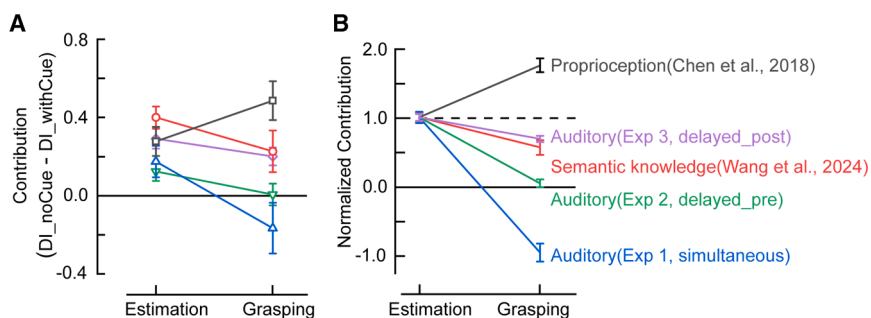 A
Contribution
(DI_noCue - DI_withCue)
0.8
0.4
0.0
-0.4
Estimation
Grasping
B
Normalized Contribution
2.0
1.0
0.0
-1.0
Proprioception(Chen et al., 2018)
Auditory(Exp 3, delayed_post)
Semantic knowledge(Wang et al., 2024)
Auditory(Exp 2, delayed_pre)
Auditory(Exp 1, simultaneous)
Estimation
Grasping